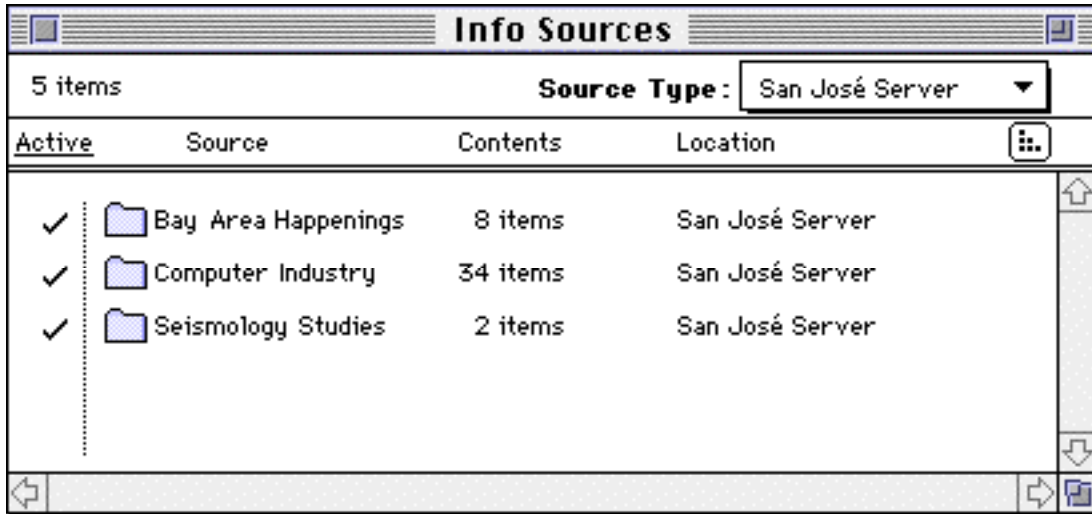 Info Sources
5 items Source Type: San José Server
Active Source Contents Location
Bay Area Happenings 8 items San José Server
Computer Industry 34 items San José Server
Seismology Studies 2 items San José Server